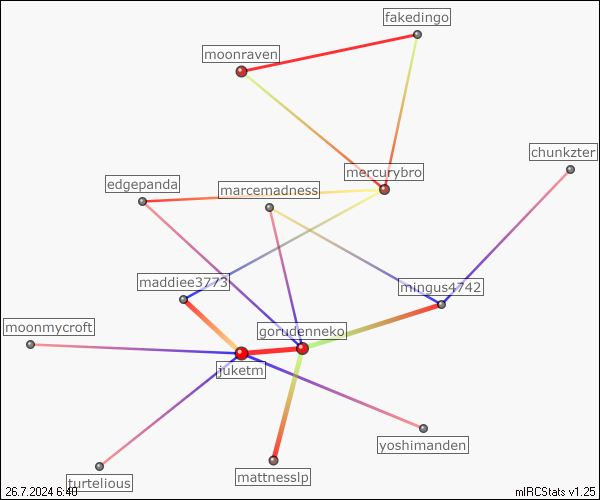 fakedingo
moonraven
chunkzter
mercurybro
edgepanda
marcemadness
maddiee3773
mingus4742
moonmycroft
gorudenneko
juketm
yoshimanden
mattnesslp
turtelious
26.7.2024 6:40
mIRCStats v1.25